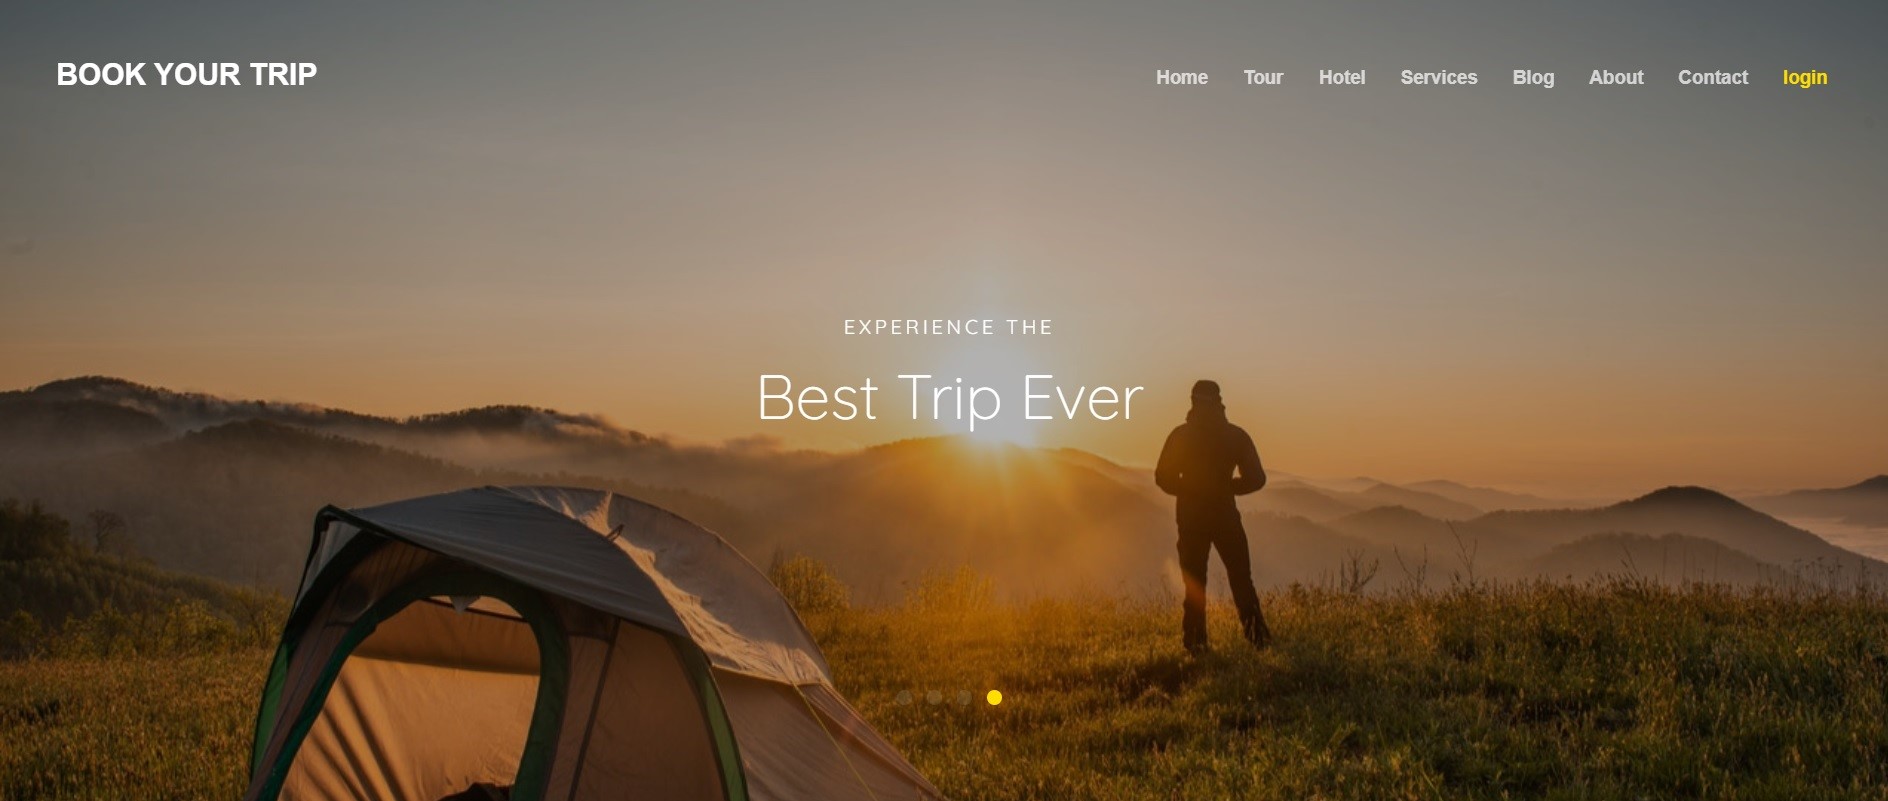 BOOK YOUR TRIP
Home Tour Hotel Services Blog About Contact login
EXPERIENCE THE
Best Trip Ever